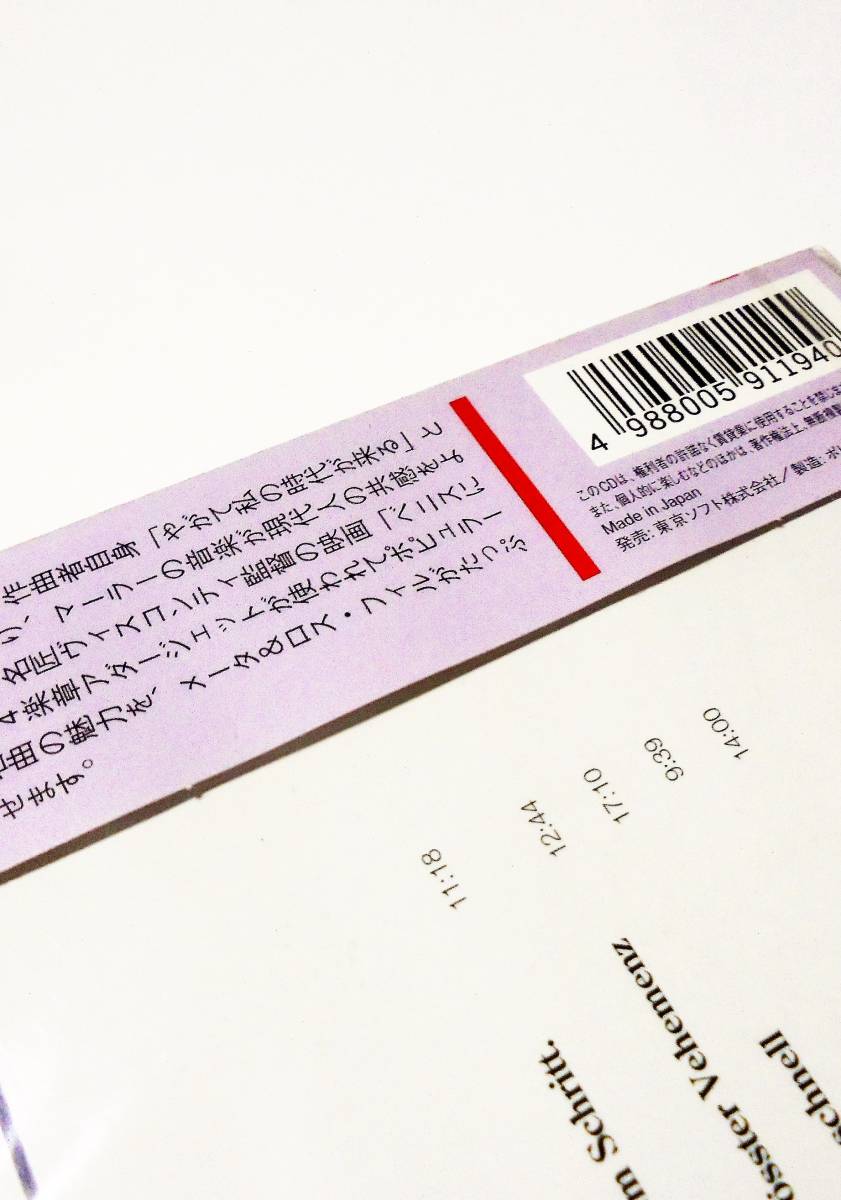 作曲者自身「やがて私の時代が来る」と
り、マーラーの音楽が現代人の共感をよ
名匠ヴィスコンティ監督の映画「ベニスに
4楽章アダージェットが使われてポピュラー
曲の魅力を、メータ&ロス・フィルがたっぷ
せます。
4 988005 911940
このCDは、権利者の許諾なく賃貸業に使用することを禁じま
また、個人的に楽しむなどのほかは、著作権法上、無断複製
Made in Japan
発売:東京ソフト株式会社/製造:ポリ
11:18
12:44
17:10
9:39
14:00
m Schritt.
össter Vehemenz
schnell